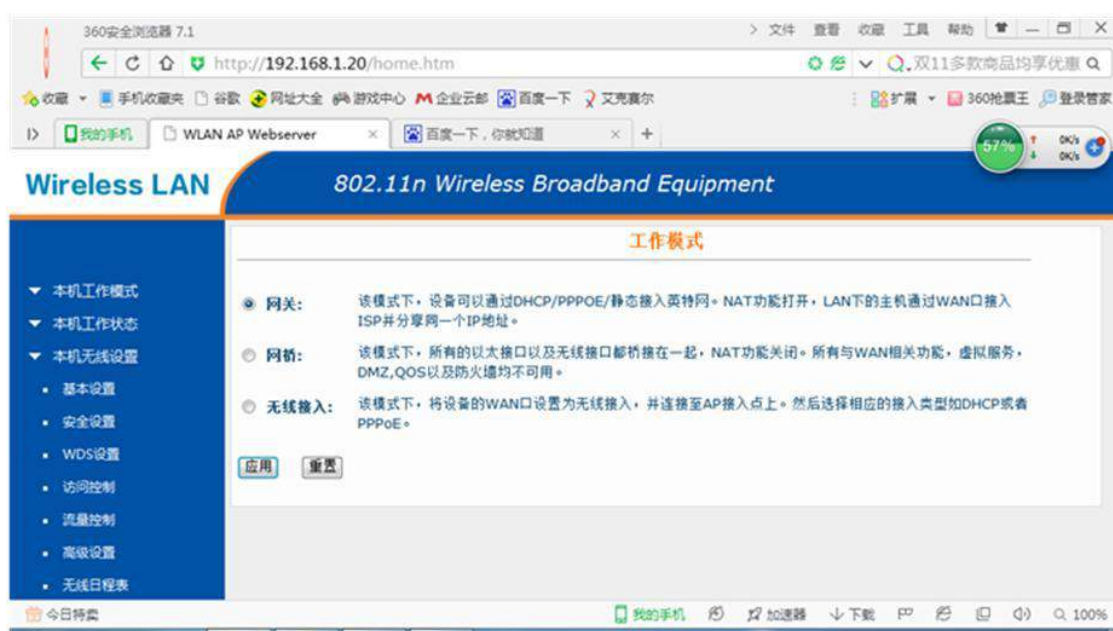 360安全浏览器 7.1
文件 查看 收藏 工具 帮助
http://192.168.1.20/home.htm
双11多款商品均享优惠
收藏 手机收藏夹 谷歌 网址大全 游戏中心 企业云邮 百度一下 艾克赛尔
扩展 360抢票王 登录管家
我的手机 WLAN AP Webserver × 百度一下,你就知道 × +
57% 0K/s
0K/s
Wireless LAN
802.11n Wireless Broadband Equipment
工作模式
本机工作模式
本机工作状态
本机无线设置
基本设置
安全设置
WDS设置
访问控制
流量控制
高级设置
无线日程表
网关: 该模式下,设备可以通过DHCP/PPPOE/静态接入英特网。NAT功能打开,LAN下的主机通过WAN口接入
ISP并分享同一个IP地址。
网桥: 该模式下,所有的以太接口以及无线接口都桥接在一起,NAT功能关闭。所有与WAN相关功能,虚拟服务,
DMZ,QOS以及防火墙均不可用。
无线接入: 该模式下,将设备的WAN口设置为无线接入,并连接至AP接入点上。然后选择相应的接入类型如DHCP或者
PPPoE。
应用 重置
今日特卖
我的手机 加速器 下载 100%